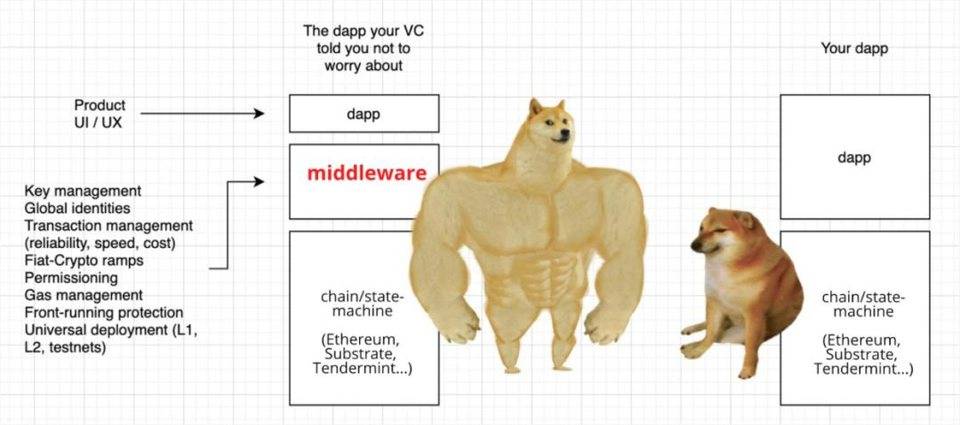 The dapp your VC
told you not to
worry about
Your dapp
Product
UI / UX
dapp
middleware
Key management
Global identities
Transaction management
(reliability, speed, cost)
Fiat-Crypto ramps
Permissioning
Gas management
Front-running protection
Universal deployment (L1,
L2, testnets)
chain/state-
machine
(Ethereum,
Substrate,
Tendermint...)
dapp
chain/state-
machine
(Ethereum,
Substrate,
Tendermint...)